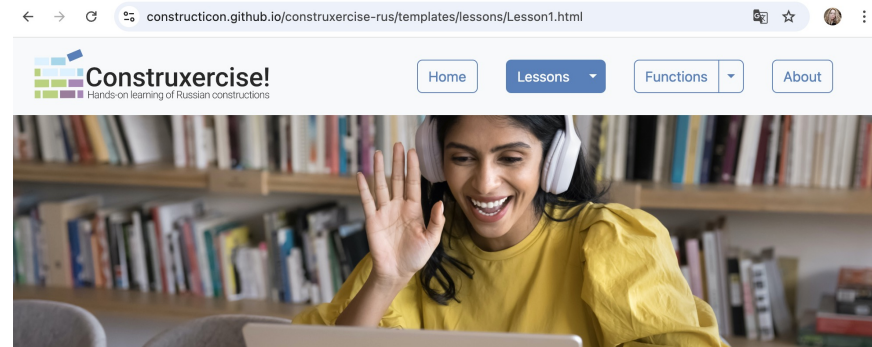 constructicon.github.io/construxercise-rus/templates/lessons/Lesson1.html
Construxercise!
Hands-on learning of Russian constructions
Home
Lessons
Functions
About